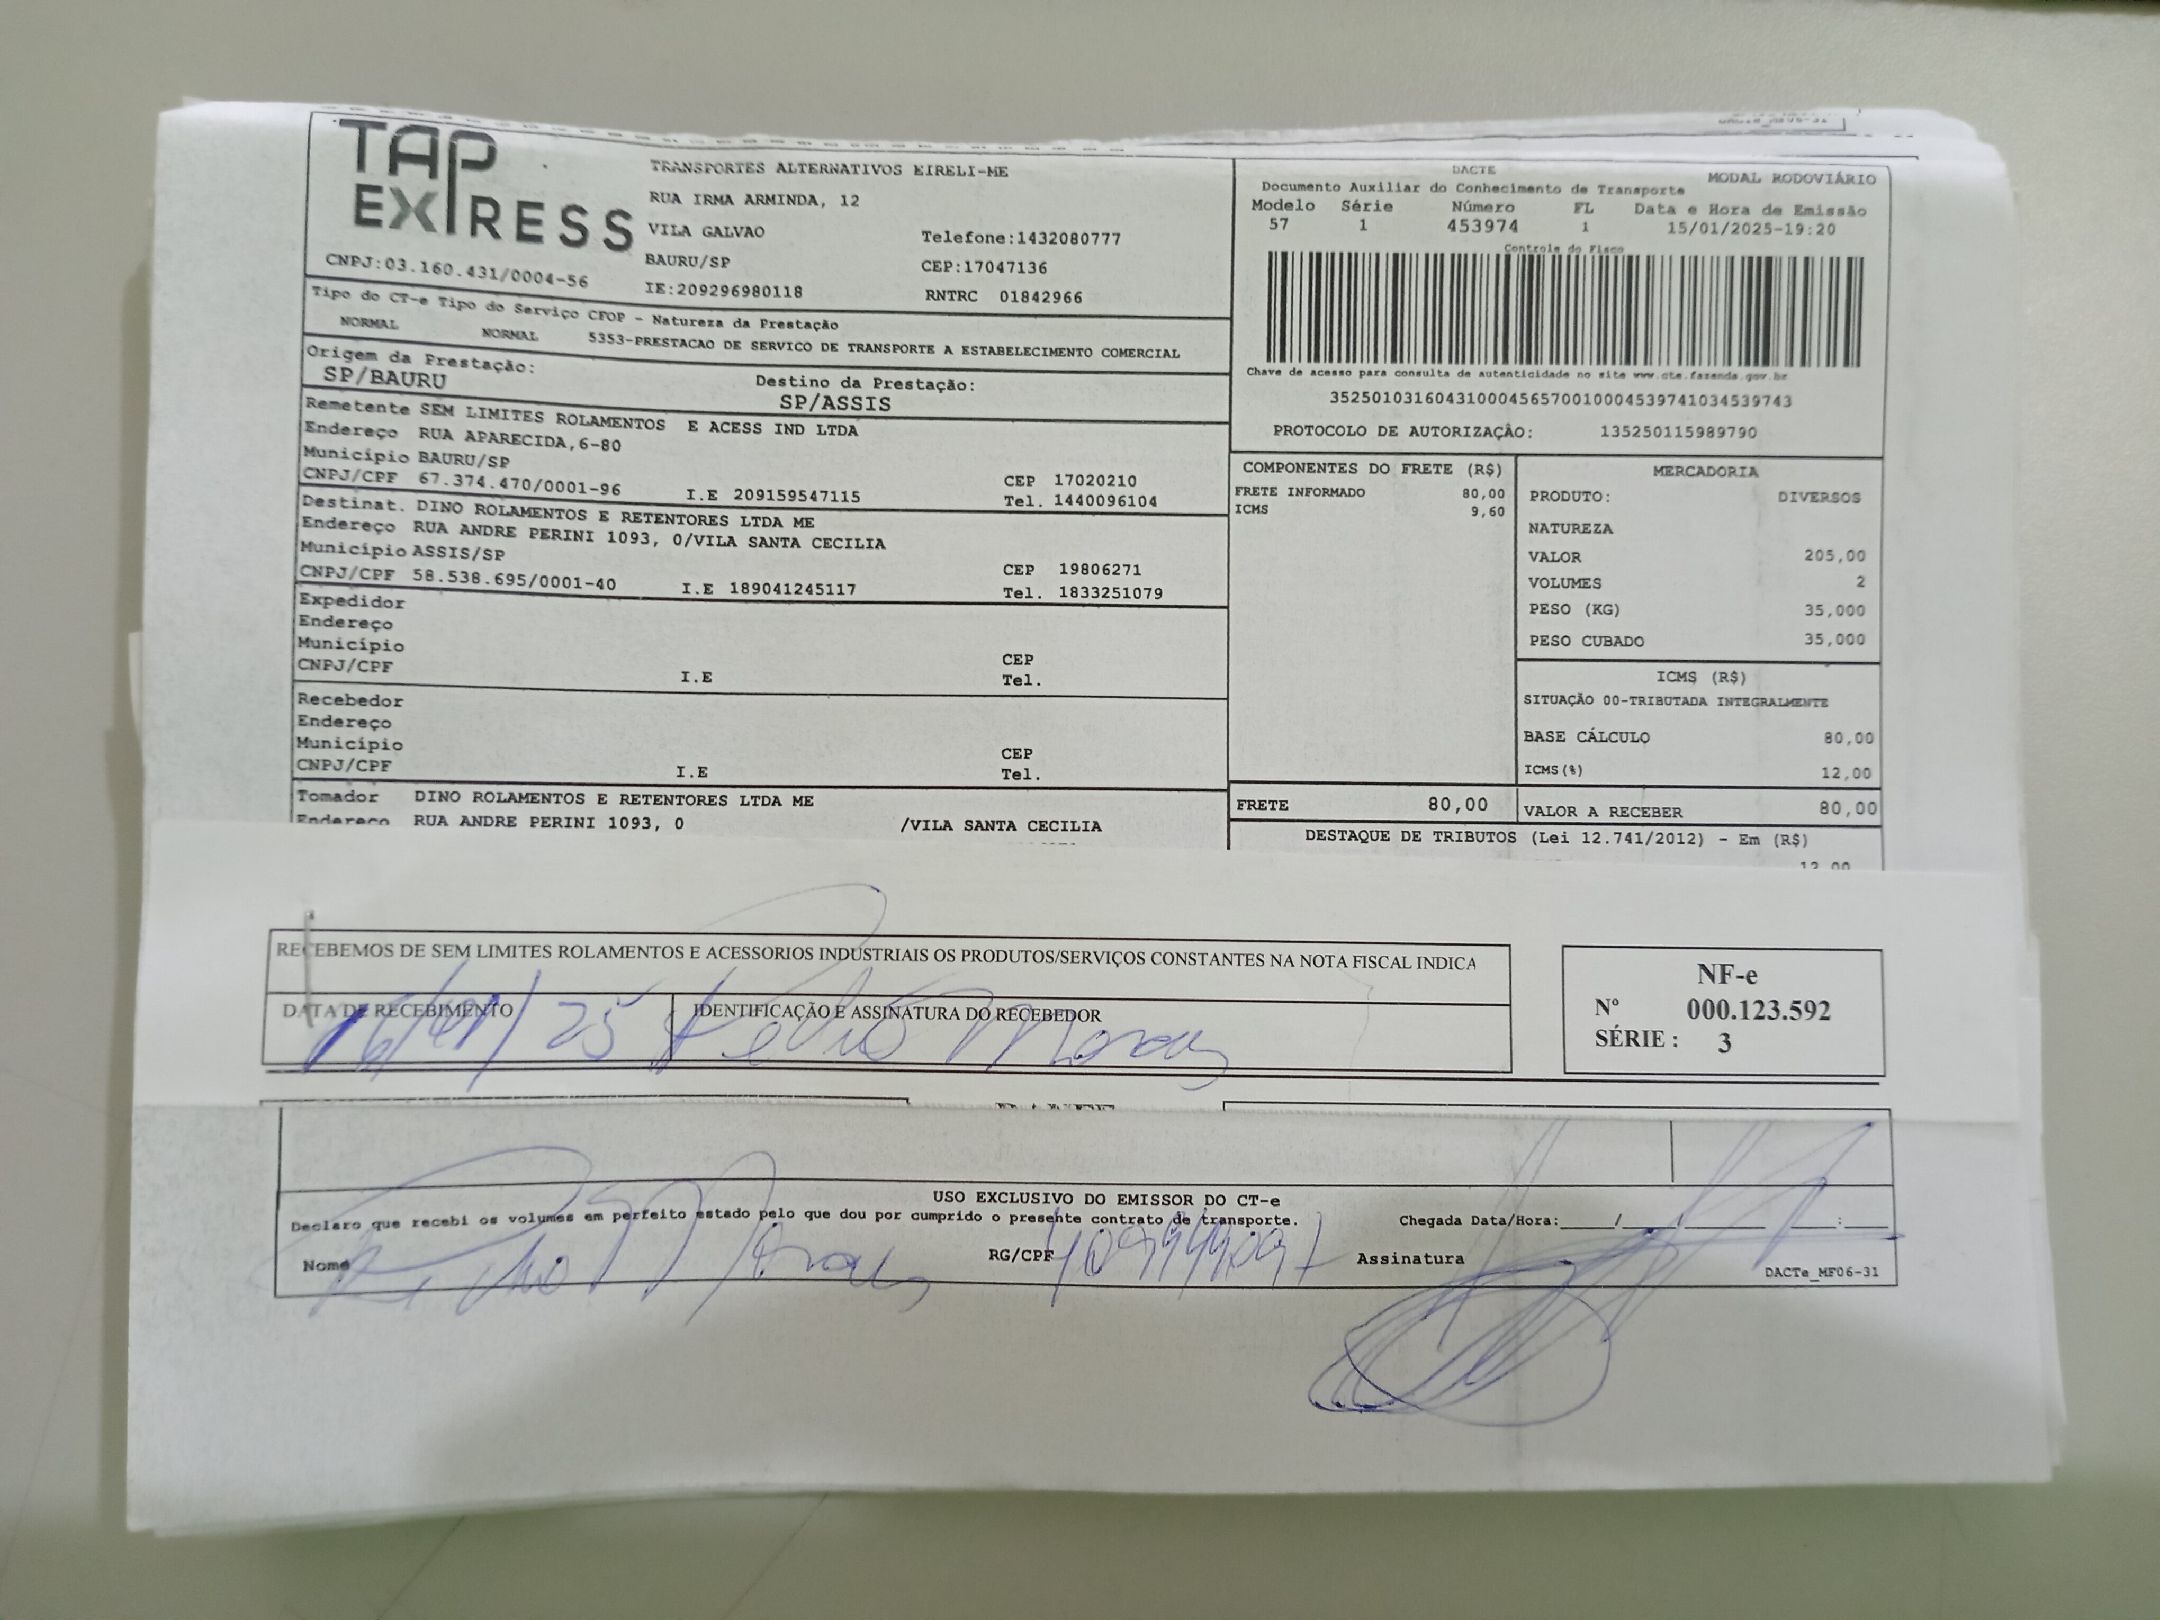 TAP EXPRESS
CNPJ:03.160.431/0004-56
TRANSPORTES ALTERNATIVOS EIRELI-ME
RUA IRMA ARMINDA, 12
VILA GALVAO Telefone:1432080777
BAURU/SP CEP:17047136
IE:209296980118 RNTRC 01842966
Tipo do CT-e Tipo do Serviço CFOP - Natureza da Prestação
NORMAL NORMAL 5353-PRESTACAO DE SERVICO DE TRANSPORTE A ESTABELECIMENTO COMERCIAL
Origem da Prestação: Destino da Prestação:
SP/BAURU SP/ASSIS
Remetente SEM LIMITES ROLAMENTOS E ACESS IND LTDA
Endereço RUA APARECIDA,6-80
Município BAURU/SP CEP 17020210
CNPJ/CPF 67.374.470/0001-96 I.E 209159547115 Tel. 1440096104
Destinat. DINO ROLAMENTOS E RETENTORES LTDA ME
Endereço RUA ANDRE PERINI 1093, 0/VILA SANTA CECILIA
Município ASSIS/SP CEP 19806271
CNPJ/CPF 58.538.695/0001-40 I.E 189041245117 Tel. 1833251079
Expedidor
Endereço
Município CEP
CNPJ/CPF I.E Tel.
Recebedor
Endereço
Município CEP
CNPJ/CPF I.E Tel.
Tomador DINO ROLAMENTOS E RETENTORES LTDA ME
Endereço RUA ANDRE PERINI 1093, 0 /VILA SANTA CECILIA
DACTE MODAL RODOVIÁRIO
Documento Auxiliar do Conhecimento de Transporte
Modelo Série Número FL Data e Hora de Emissão
57 1 453974 1 15/01/2025-19:20
Controle do Fisco
Chave de acesso para consulta de autenticidade no site www.cte.fazenda.gov.br
35250103160431000456570010004539741034539743
PROTOCOLO DE AUTORIZAÇÃO: 135250115989790
COMPONENTES DO FRETE (R$)
FRETE INFORMADO 80,00
ICMS 9,60
MERCADORIA
PRODUTO: DIVERSOS
NATUREZA
VALOR 205,00
VOLUMES 2
PESO (KG) 35,000
PESO CUBADO 35,000
ICMS (R$)
SITUAÇÃO 00-TRIBUTADA INTEGRALMENTE
BASE CÁLCULO 80,00
ICMS(%) 12,00
FRETE 80,00 VALOR A RECEBER 80,00
DESTAQUE DE TRIBUTOS (Lei 12.741/2012) - Em (R$)
12,00
RECEBEMOS DE SEM LIMITES ROLAMENTOS E ACESSORIOS INDUSTRIAIS OS PRODUTOS/SERVIÇOS CONSTANTES NA NOTA FISCAL INDICA
DATA DE RECEBIMENTO IDENTIFICAÇÃO E ASSINATURA DO RECEBEDOR
16/01/25 Pedro Moraes
NF-e
Nº 000.123.592
SÉRIE : 3
USO EXCLUSIVO DO EMISSOR DO CT-e
Declaro que recebi os volumes em perfeito estado pelo que dou por cumprido o presente contrato de transporte. Chegada Data/Hora:_____/_____/_______ ____:____
Nome Pedro Moraes RG/CPF Assinatura
DACTe_MF06-31